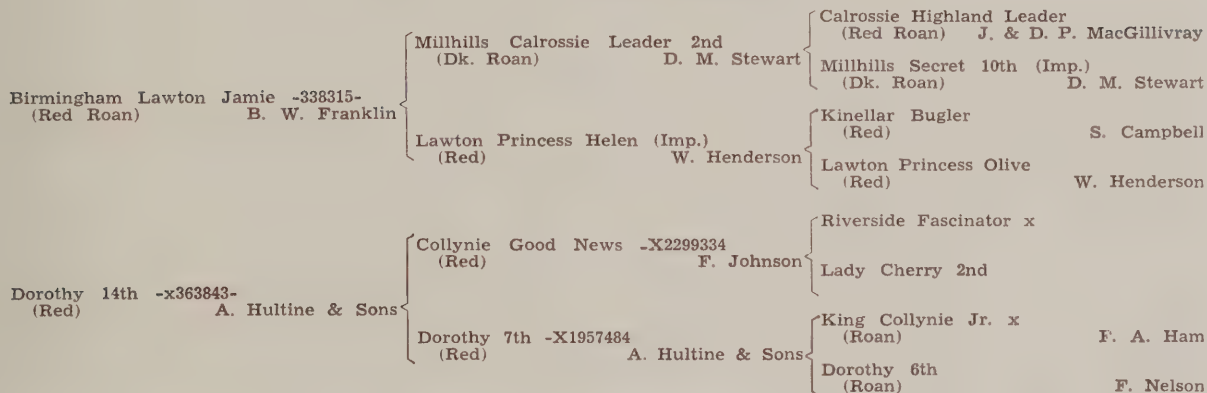 Calrossie Highland Leader
(Red Roan) J. & D. P. MacGillivray
Millhills Calrossie Leader 2nd
(Dk. Roan) D. M. Stewart
Millhills Secret 10th (Imp.)
(Dk. Roan) D. M. Stewart
Birmingham Lawton Jamie -338315-
(Red Roan) B. W. Franklin
Kinellar Bugler
(Red) S. Campbell
Lawton Princess Helen (Imp.)
(Red) W. Henderson
Lawton Princess Olive
(Red) W. Henderson
Riverside Fascinator x
Collynie Good News -X2299334
(Red) F. Johnson
Lady Cherry 2nd
Dorothy 14th -x363843-
(Red) A. Hultine & Sons
King Collynie Jr. x
(Roan) F. A. Ham
Dorothy 7th -X1957484
(Red) A. Hultine & Sons
Dorothy 6th
(Roan) F. Nelson